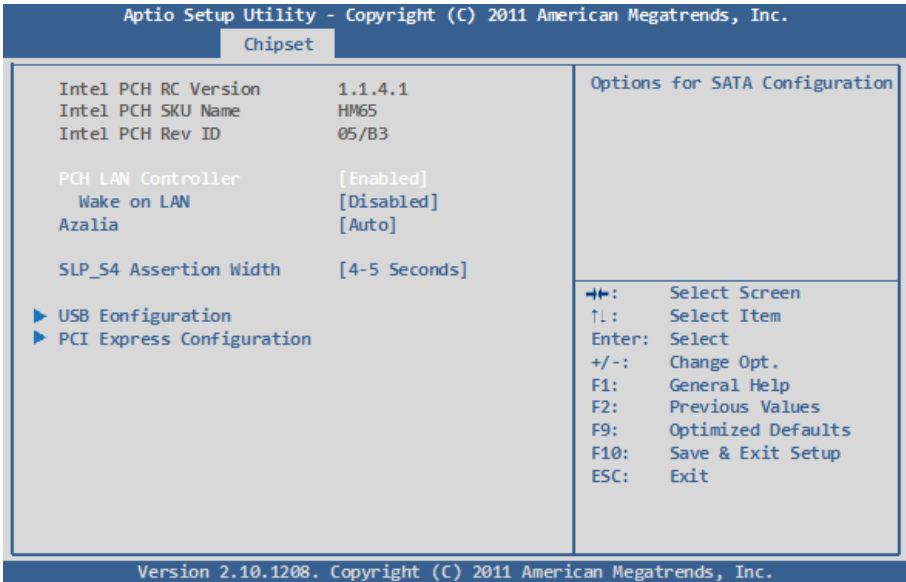 Aptio Setup Utility - Copyright (C) 2011 American Megatrends, Inc.
Chipset
Intel PCH RC Version 1.1.4.1
Intel PCH SKU Name HM65
Intel PCH Rev ID 05/B3
PCH LAN Controller [Enabled]
Wake on LAN [Disabled]
Azalia [Auto]
SLP_S4 Assertion Width [4-5 Seconds]
USB Eonfiguration
PCI Express Configuration
Options for SATA Configuration
→←: Select Screen
↑↓: Select Item
Enter: Select
+/-: Change Opt.
F1: General Help
F2: Previous Values
F9: Optimized Defaults
F10: Save & Exit Setup
ESC: Exit
Version 2.10.1208. Copyright (C) 2011 American Megatrends, Inc.